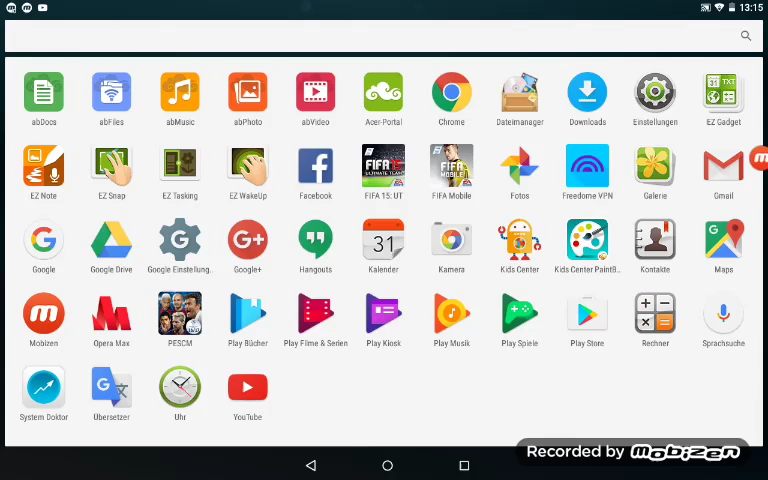 13:15
abDocs abFiles abMusic abPhoto abVideo Acer-Portal Chrome Dateimanager Downloads Einstellungen EZ Gadget
EZ Note EZ Snap EZ Tasking EZ WakeUp Facebook FIFA 15: UT FIFA Mobile Fotos Freedome VPN Galerie Gmail
Google Google Drive Google Einstellung.. Google+ Hangouts Kalender Kamera Kids Center Kids Center PaintB... Kontakte Maps
Mobizen Opera Max PESCM Play Bücher Play Filme & Serien Play Kiosk Play Musik Play Spiele Play Store Rechner Sprachsuche
System Doktor Übersetzer Uhr YouTube
Recorded by Mobizen